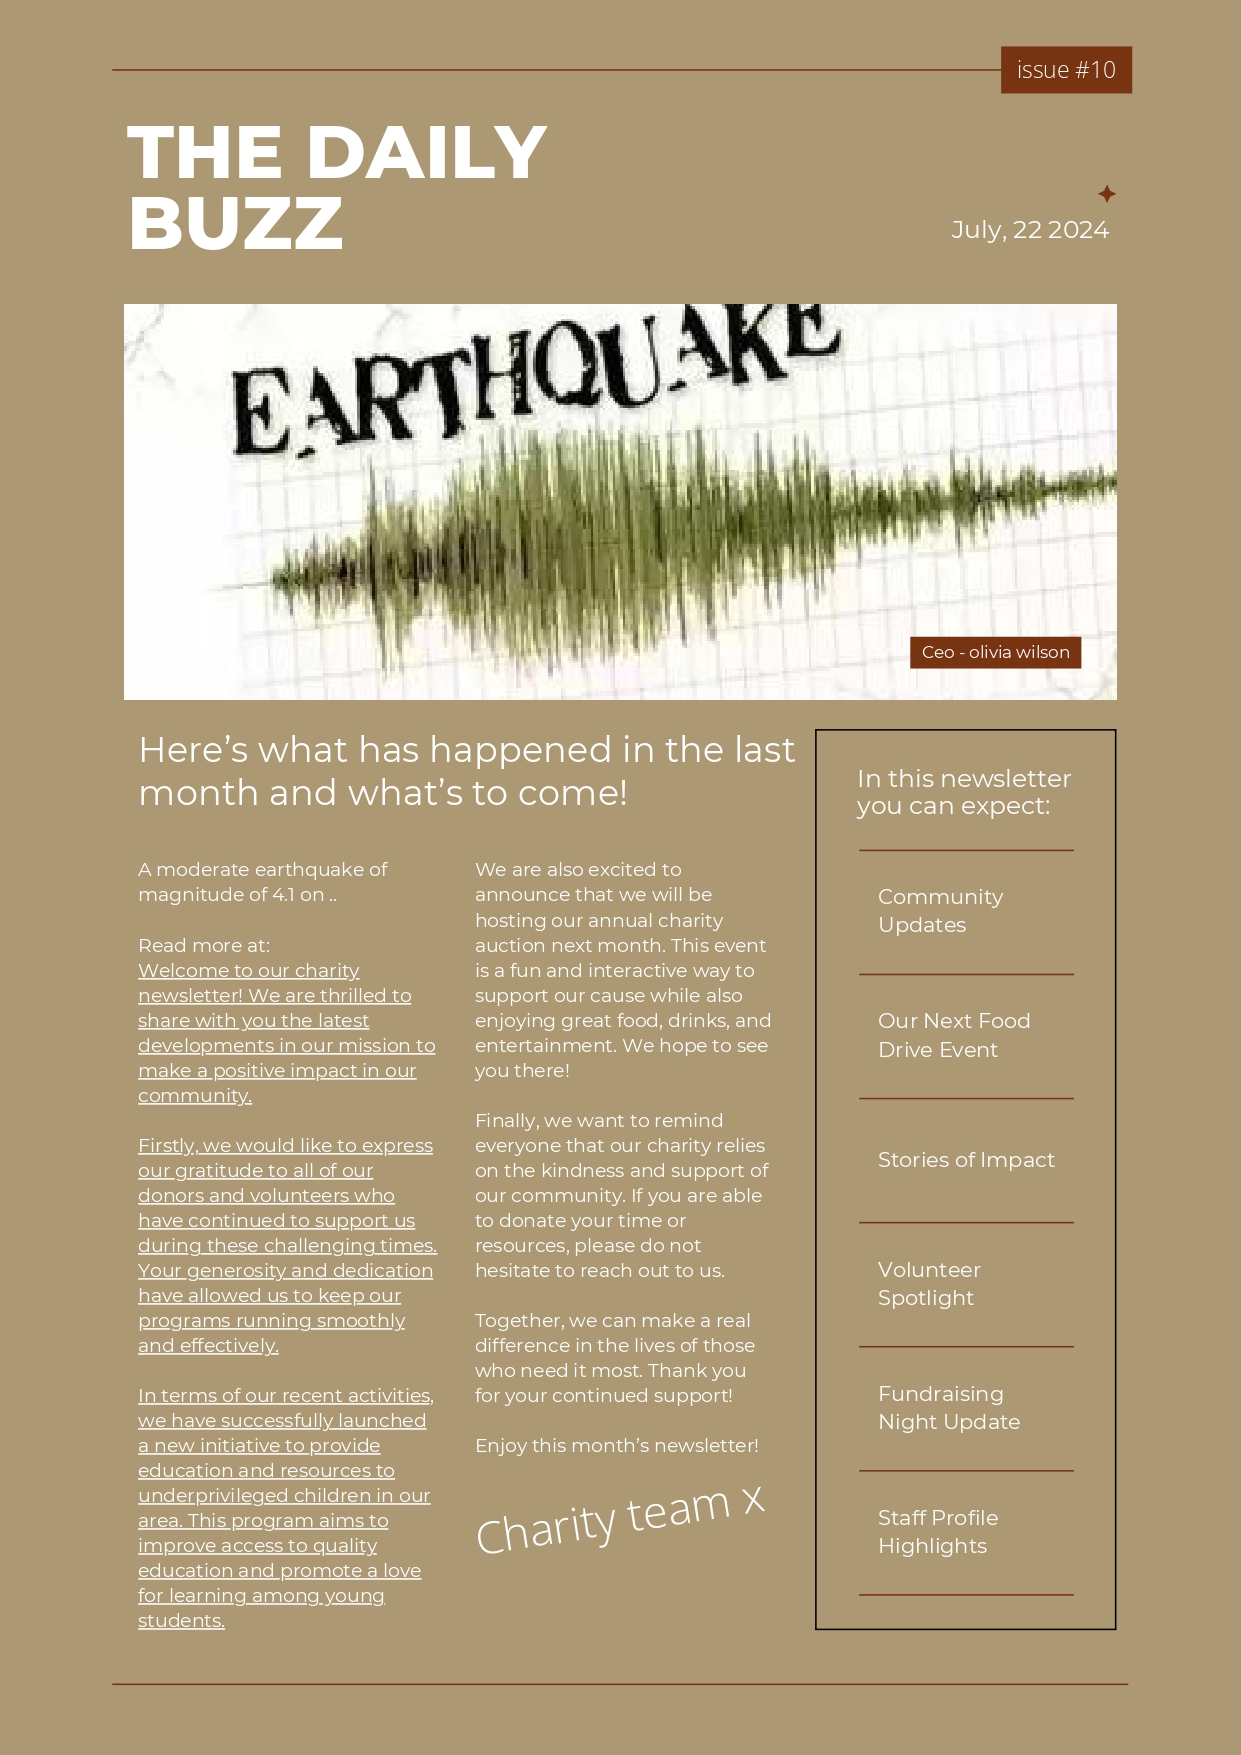 issue #10
THE DAILY
BUZZ
July, 22 2024
EARTHQUAKE
Ceo - olivia wilson
Here’s what has happened in the last
month and what’s to come!
A moderate earthquake of
magnitude of 4.1 on ..
Read more at:
Welcome to our charity
newsletter! We are thrilled to
share with you the latest
developments in our mission to
make a positive impact in our
community.
Firstly, we would like to express
our gratitude to all of our
donors and volunteers who
have continued to support us
during these challenging times.
Your generosity and dedication
have allowed us to keep our
programs running smoothly
and effectively.
In terms of our recent activities,
we have successfully launched
a new initiative to provide
education and resources to
underprivileged children in our
area. This program aims to
improve access to quality
education and promote a love
for learning among young
students.
We are also excited to
announce that we will be
hosting our annual charity
auction next month. This event
is a fun and interactive way to
support our cause while also
enjoying great food, drinks, and
entertainment. We hope to see
you there!
Finally, we want to remind
everyone that our charity relies
on the kindness and support of
our community. If you are able
to donate your time or
resources, please do not
hesitate to reach out to us.
Together, we can make a real
difference in the lives of those
who need it most. Thank you
for your continued support!
Enjoy this month’s newsletter!
Charity team x
In this newsletter
you can expect:
Community
Updates
Our Next Food
Drive Event
Stories of Impact
Volunteer
Spotlight
Fundraising
Night Update
Staff Profile
Highlights